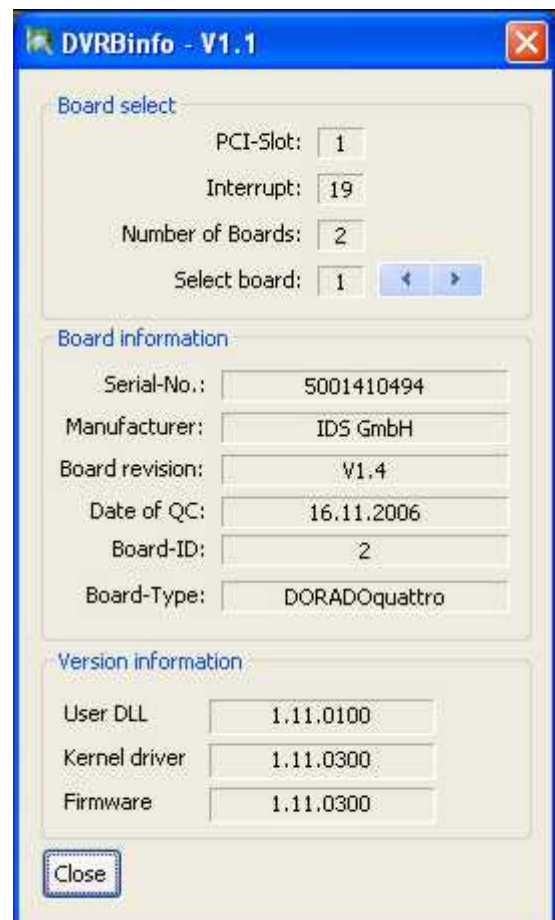 DVRBinfo - V1.1
Board select
PCI-Slot: 1
Interrupt: 19
Number of Boards: 2
Select board: 1
Board information
Serial-No.: 5001410494
Manufacturer: IDS GmbH
Board revision: V1.4
Date of QC: 16.11.2006
Board-ID: 2
Board-Type: DORADOquattro
Version information
User DLL 1.11.0100
Kernel driver 1.11.0300
Firmware 1.11.0300
Close